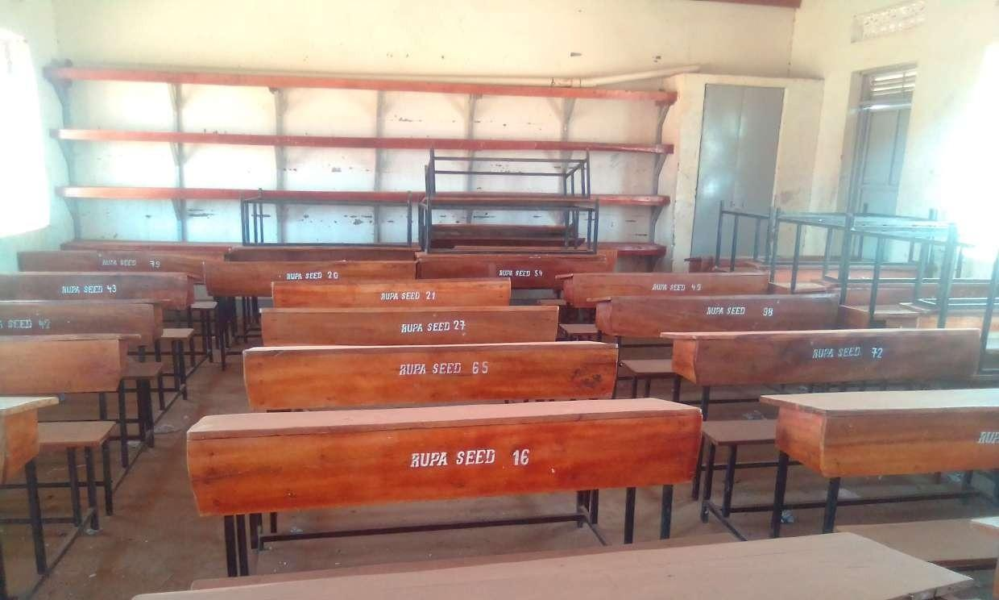 RUPA SEED 79
RUPA SEED 20
RUPA SEED 54
RUPA SEED 43
RUPA SEED 21
RUPA SEED
RUPA SEED 42
RUPA SEED 27
RUPA SEED 98
RUPA SEED 65
RUPA SEED 72
RUPA SEED 16
RUPA